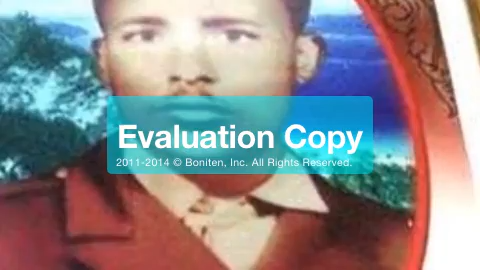 Evaluation Copy
2011-2014 © Boniten, Inc. All Rights Reserved.